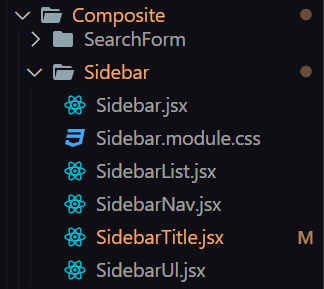 Composite
SearchForm
Sidebar
Sidebar.jsx
Sidebar.module.css
SidebarList.jsx
SidebarNav.jsx
SidebarTitle.jsx M
SidebarUl.jsx